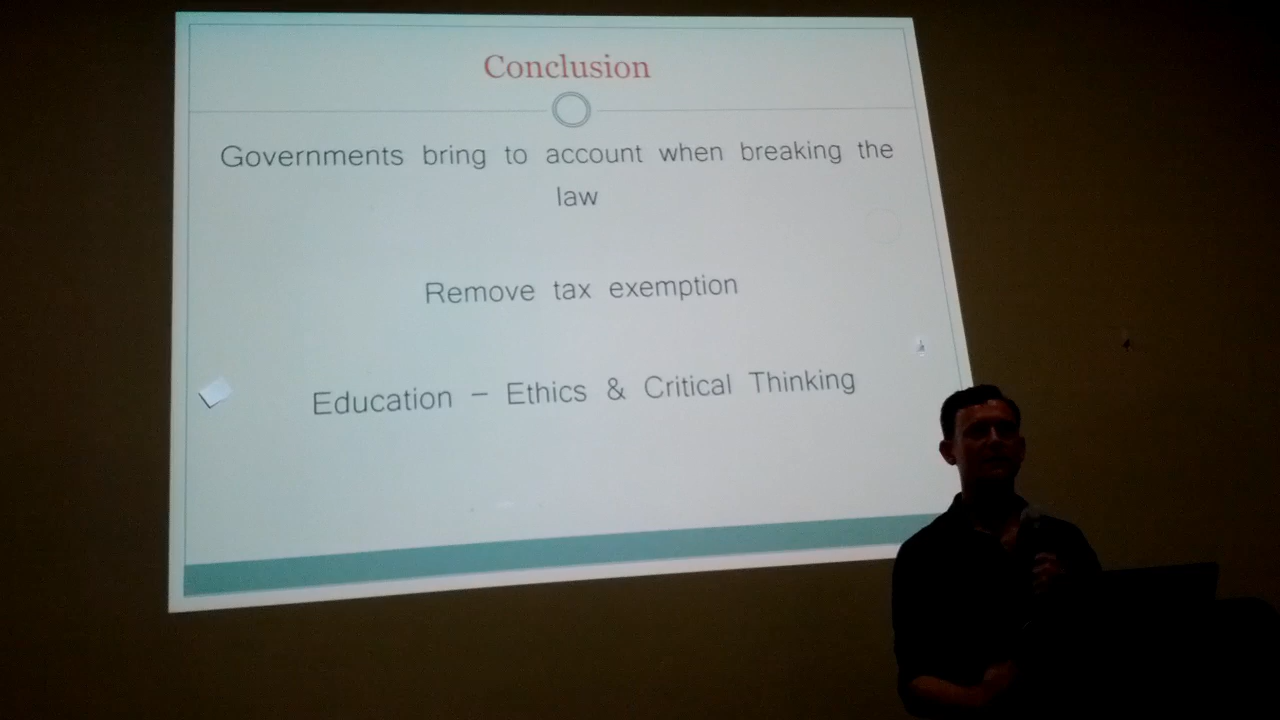 Conclusion
Governments bring to account when breaking the
law
Remove tax exemption
Education – Ethics & Critical Thinking